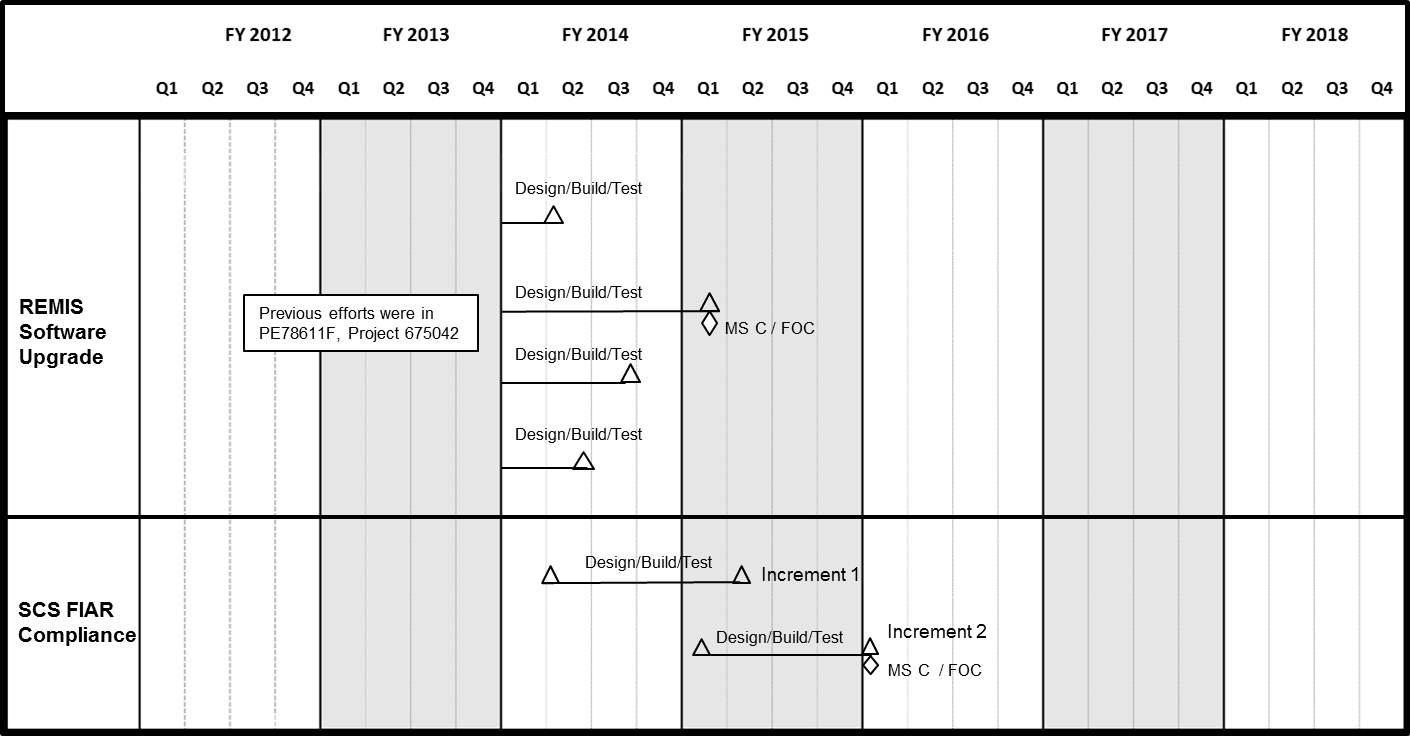 FY 2012 FY 2013 FY 2014 FY 2015 FY 2016 FY 2017 FY 2018
Q1 Q2 Q3 Q4 Q1 Q2 Q3 Q4 Q1 Q2 Q3 Q4 Q1 Q2 Q3 Q4 Q1 Q2 Q3 Q4 Q1 Q2 Q3 Q4 Q1 Q2 Q3 Q4
REMIS
Software
Upgrade
Previous efforts were in
PE78611F, Project 675042
Design/Build/Test
Design/Build/Test
MS C / FOC
Design/Build/Test
Design/Build/Test
SCS FIAR
Compliance
Design/Build/Test
Increment 1
Design/Build/Test
Increment 2
MS C / FOC